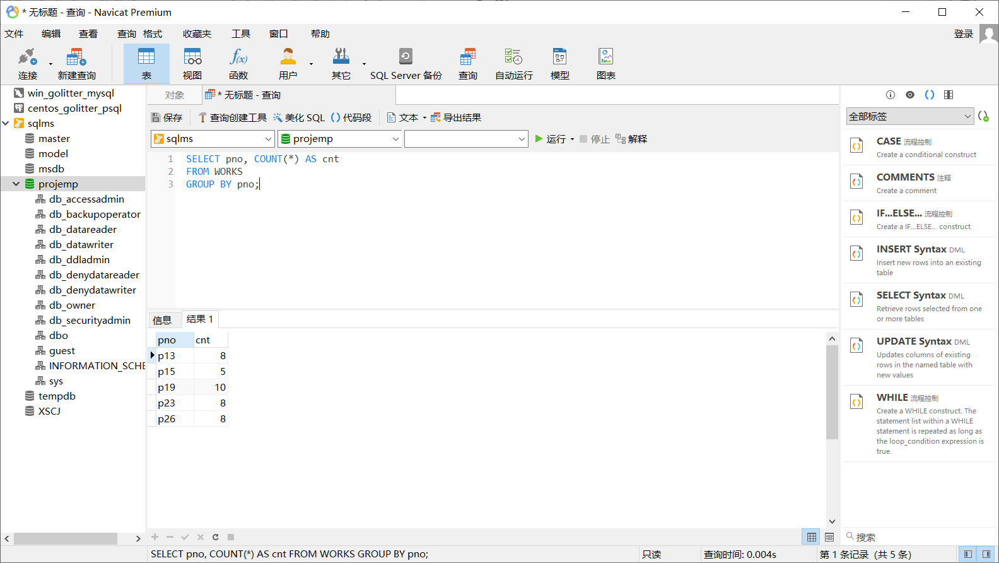 * 无标题 - 查询 - Navicat Premium
文件 编辑 查看 查询 格式 收藏夹 工具 窗口 帮助 登录
连接 新建查询 表 视图 函数 用户 其它 SQL Server 备份 查询 自动运行 模型 图表
win_golitter_mysql
centos_golitter_psql
sqlms
master
model
msdb
projemp
db_accessadmin
db_backupoperator
db_datareader
db_datawriter
db_ddladmin
db_denydatareader
db_denydatawriter
db_owner
db_securityadmin
dbo
guest
INFORMATION_SCHE
sys
tempdb
XSCJ
对象 * 无标题 - 查询
保存 查询创建工具 美化 SQL 代码段 文本 导出结果
sqlms projemp 运行 停止 解释
1 SELECT pno, COUNT(*) AS cnt
2 FROM WORKS
3 GROUP BY pno;
信息 结果 1
pno cnt
p13 8
p15 5
p19 10
p23 8
p26 8
全部标签
CASE 流程控制
Create a conditional construct
COMMENTS 注释
Create a comment
IF...ELSE... 流程控制
Create a IF...ELSE... construct
INSERT Syntax DML
Insert new rows into an existing
table
SELECT Syntax DML
Retrieve rows selected from one
or more tables
UPDATE Syntax DML
Updates columns of existing
rows in the named table with
new values
WHILE 流程控制
Create a WHILE construct. The
statement list within a WHILE
statement is repeated as long as
the loop_condition expression is
true.
搜索
SELECT pno, COUNT(*) AS cnt FROM WORKS GROUP BY pno; 只读 查询时间: 0.004s 第 1 条记录 (共 5 条)